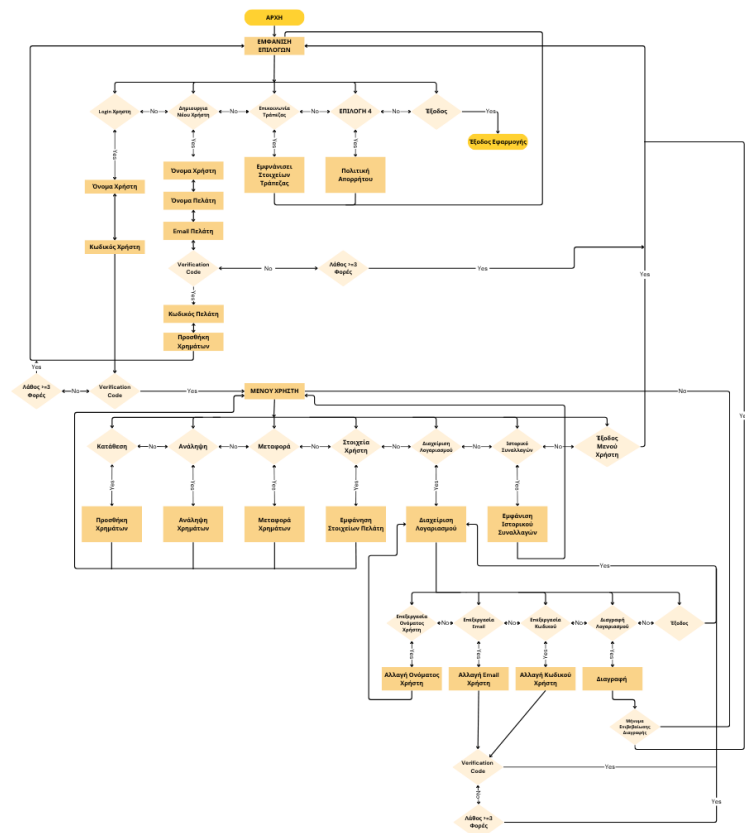 ΑΡΧΗ
ΕΜΦΑΝΙΣΗ
ΕΠΙΛΟΓΩΝ
Login Χρηστη
No
Δημιουργια
Νέου Χρήστη
No
Επικοινωνία
Τράπεζας
No
ΕΠΙΛΟΓΗ 4
No
Έξοδος
Yes
Έξοδος Εφαρμογής
Yes
Yes
Yes
Yes
Όνομα Χρήστη
Όνομα Χρήστη
Εμφνάνισει
Στοιχείων
Τράπεζας
Πολιτική
Απορρήτου
Όνομα Πελάτη
Email Πελάτη
Κωδικός Χρήστη
Verification
Code
No
Λάθος >=3
Φορές
Yes
Yes
Yes
Κωδικός Πελάτη
Προσθήκη
Χρημάτων
Yes
Λάθος >=3
Φορές
No
Verification
Code
Yes
ΜΕΝΟΥ ΧΡΗΣΤΗ
No
Κατάθεση
No
Ανάληψη
No
Μεταφορά
No
Στοιχεία
Χρήστη
No
Διαχείριση
Λογαριασμού
No
Ιστορικό
Συναλλαγών
No
Έξοδος
Μενού
Χρήστη
Yes
Yes
Yes
Yes
Yes
Yes
Προσθήκη
Χρημάτων
Ανάληψη
Χρημάτων
Μεταφορά
Χρημάτων
Εμφάνηση
Στοιχείων Πελάτη
Διαχείριση
Λογαριασμού
Εμφάνιση
Ιστορικού
Συναλλαγών
Yes
Επεξεργασία
Ονόματος
Χρήστη
No
Επεξεργασία
Email
No
Επεξεργασία
Κωδικού
No
Διαγραφή
Λογαριασμού
No
Έξοδος
Yes
Yes
Yes
Yes
Αλλαγή Ονόματος
Χρήστη
Αλλαγή Email
Χρήστη
Αλλαγή Κωδικού
Χρήστη
Διαγραφή
Μήνυμα
Επιβεβαίωσης
Διαγραφής
Verification
Code
Yes
No
Λάθος >=3
Φορές
Yes